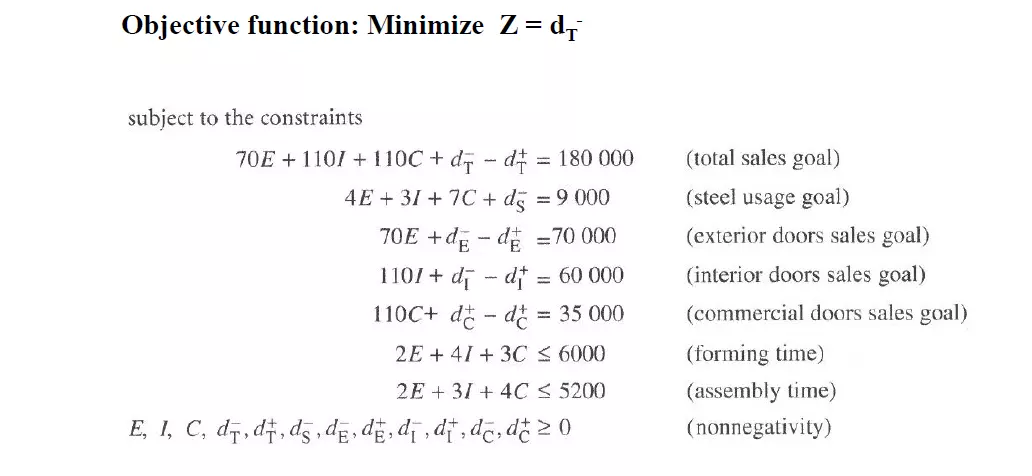 Objective function: Minimize Z = d_T^-
subject to the constraints
70E + 110I + 110C + d_T^- − d_T^+ = 180 000 (total sales goal)
4E + 3I + 7C + d_S^- = 9 000 (steel usage goal)
70E + d_E^- − d_E^+ = 70 000 (exterior doors sales goal)
110I + d_I^- − d_I^+ = 60 000 (interior doors sales goal)
110C + d_C^+ − d_C^+ = 35 000 (commercial doors sales goal)
2E + 4I + 3C ≤ 6000 (forming time)
2E + 3I + 4C ≤ 5200 (assembly time)
E, I, C, d_T^-, d_T^+, d_S^-, d_E^-, d_E^+, d_I^-, d_I^+, d_C^-, d_C^+ ≥ 0 (nonnegativity)